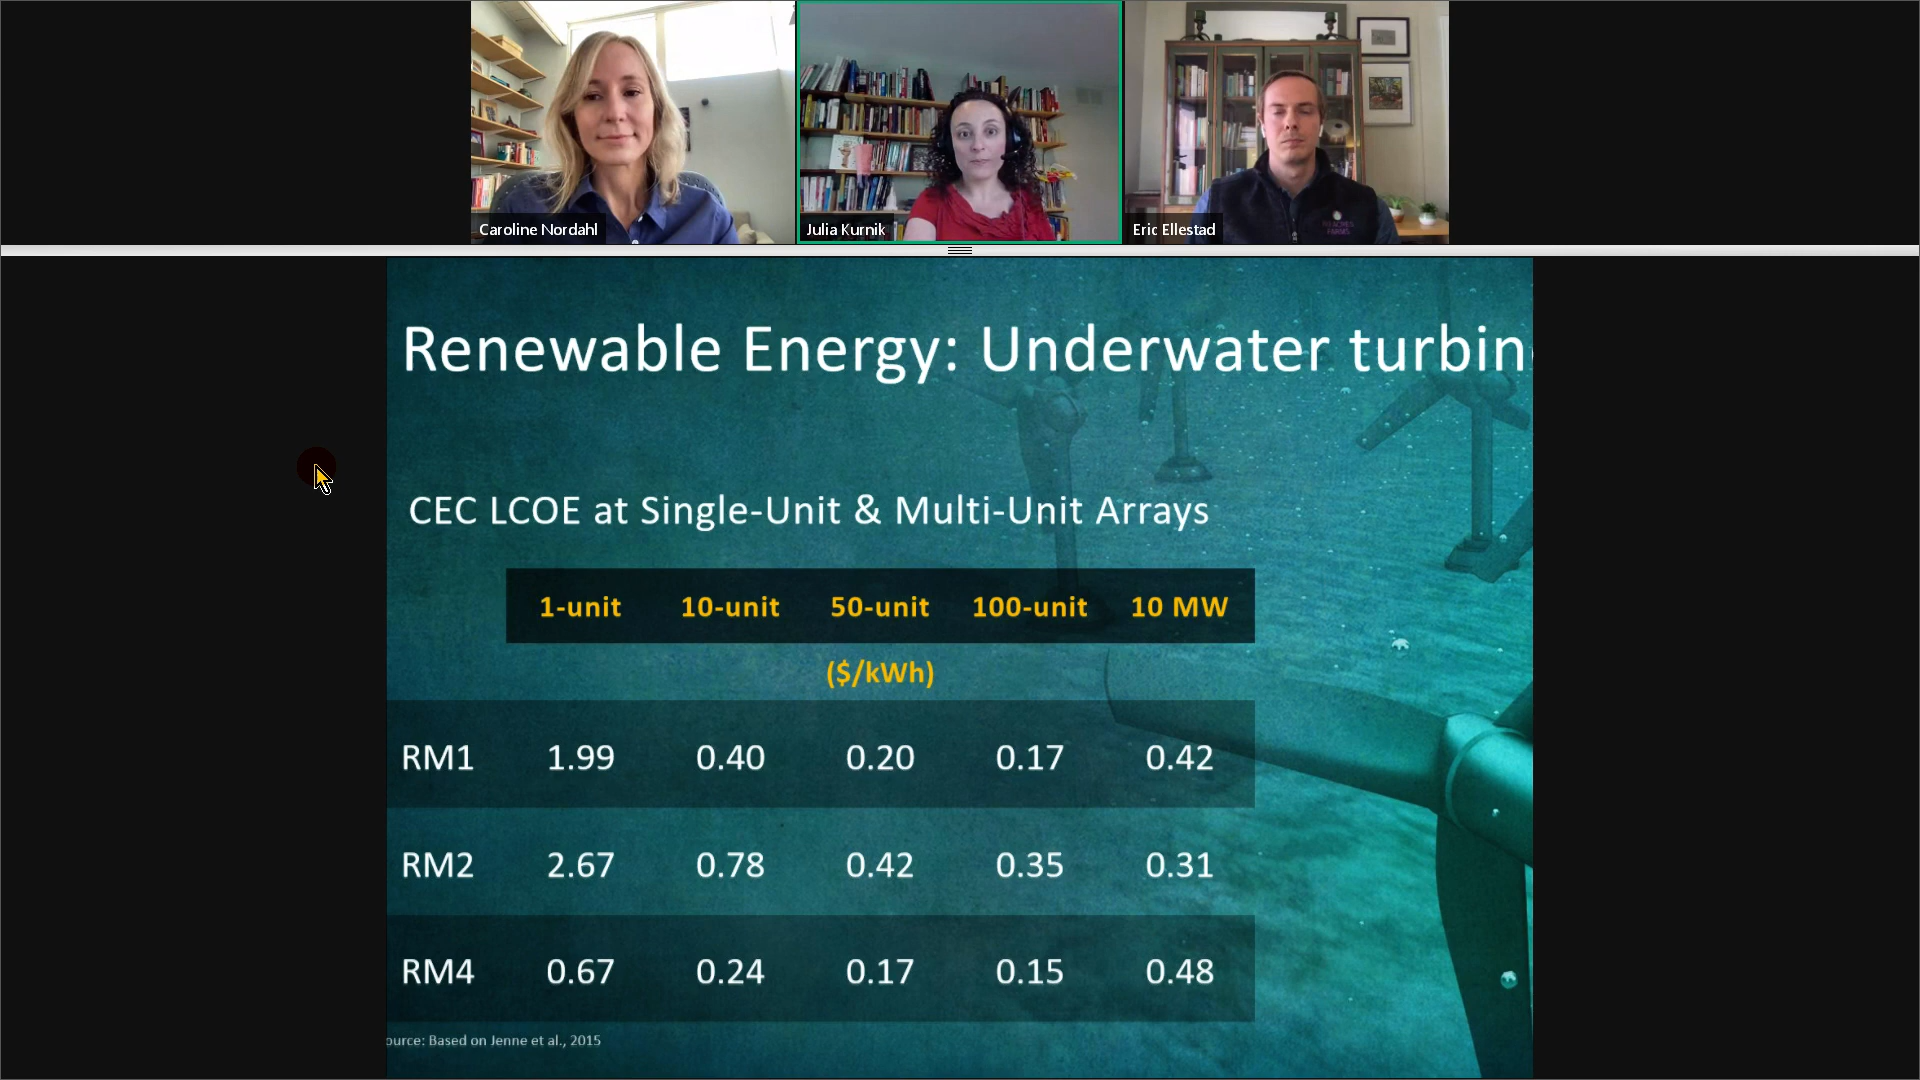 Caroline Nordahl
Julia Kurnik
Eric Ellestad
Renewable Energy: Underwater turbin
CEC LCOE at Single-Unit & Multi-Unit Arrays
1-unit 10-unit 50-unit 100-unit 10 MW
($/kWh)
RM1 1.99 0.40 0.20 0.17 0.42
RM2 2.67 0.78 0.42 0.35 0.31
RM4 0.67 0.24 0.17 0.15 0.48
ource: Based on Jenne et al., 2015